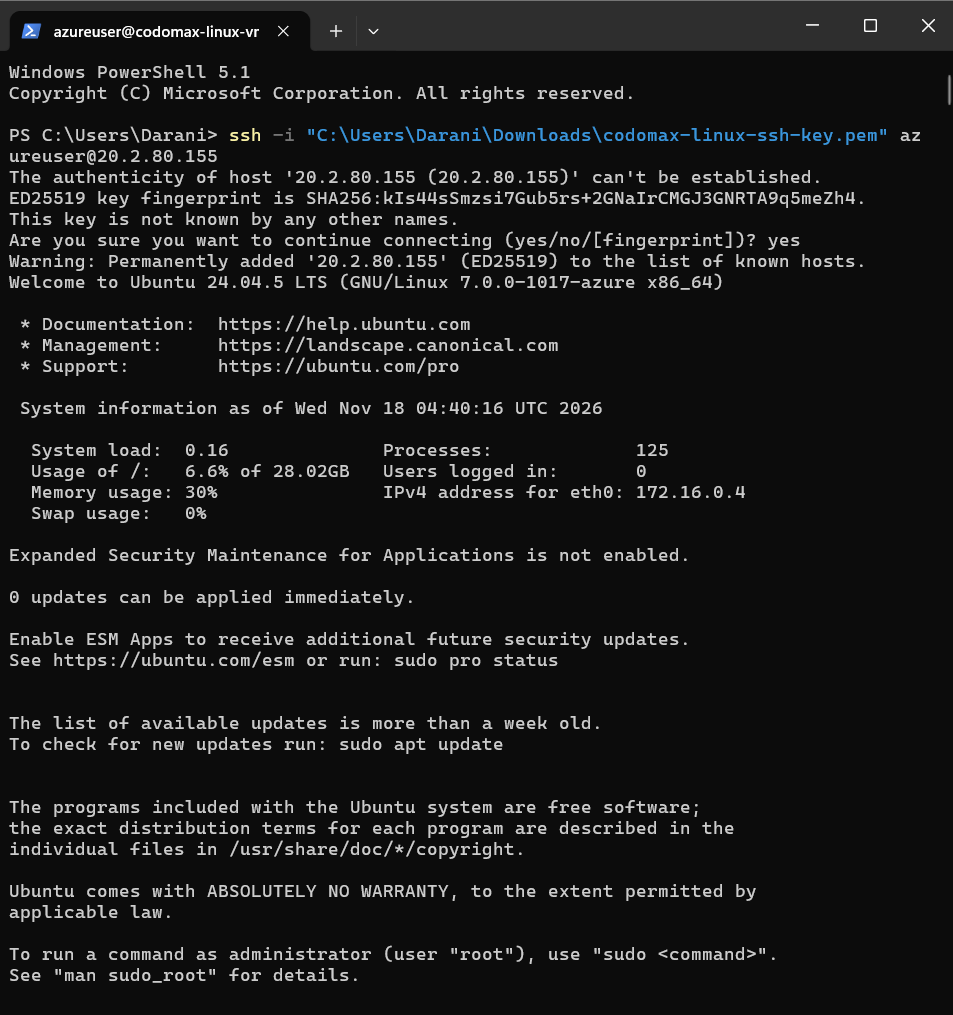 azureuser@codomax-linux-vr
Windows PowerShell 5.1
Copyright (C) Microsoft Corporation. All rights reserved.
PS C:\Users\Darani> ssh -i "C:\Users\Darani\Downloads\codomax-linux-ssh-key.pem" az
ureuser@20.2.80.155
The authenticity of host '20.2.80.155 (20.2.80.155)' can't be established.
ED25519 key fingerprint is SHA256:kIs44sSmzsi7Gub5rs+2GNaIrCMGJ3GNRTA9q5meZh4.
This key is not known by any other names.
Are you sure you want to continue connecting (yes/no/[fingerprint])? yes
Warning: Permanently added '20.2.80.155' (ED25519) to the list of known hosts.
Welcome to Ubuntu 24.04.5 LTS (GNU/Linux 7.0.0-1017-azure x86_64)
* Documentation:  https://help.ubuntu.com
* Management:     https://landscape.canonical.com
* Support:        https://ubuntu.com/pro
System information as of Wed Nov 18 04:40:16 UTC 2026
System load:  0.16              Processes:             125
Usage of /:   6.6% of 28.02GB   Users logged in:       0
Memory usage: 30%               IPv4 address for eth0: 172.16.0.4
Swap usage:   0%
Expanded Security Maintenance for Applications is not enabled.
0 updates can be applied immediately.
Enable ESM Apps to receive additional future security updates.
See https://ubuntu.com/esm or run: sudo pro status
The list of available updates is more than a week old.
To check for new updates run: sudo apt update
The programs included with the Ubuntu system are free software;
the exact distribution terms for each program are described in the
individual files in /usr/share/doc/*/copyright.
Ubuntu comes with ABSOLUTELY NO WARRANTY, to the extent permitted by
applicable law.
To run a command as administrator (user "root"), use "sudo <command>".
See "man sudo_root" for details.